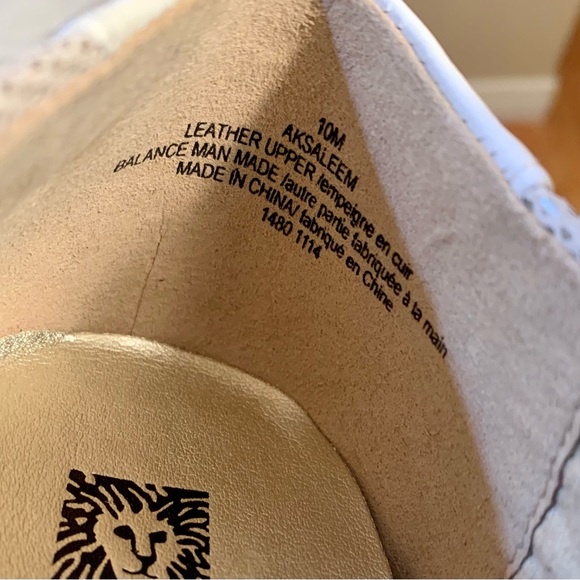 10M
AKSALEEM
LEATHER UPPER /empeigne en cuir
BALANCE MAN MADE /autre partie fabriquée à la main
MADE IN CHINA/ fabriqué en Chine
1480 1114